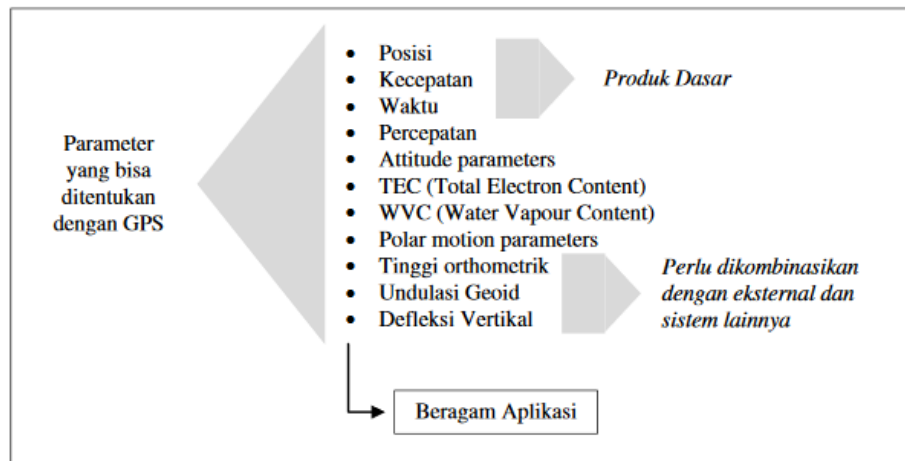 Parameter
yang bisa
ditentukan
dengan GPS
• Posisi
• Kecepatan
• Waktu
• Percepatan
• Attitude parameters
• TEC (Total Electron Content)
• WVC (Water Vapour Content)
• Polar motion parameters
• Tinggi orthometrik
• Undulasi Geoid
• Defleksi Vertikal
Produk Dasar
Perlu dikombinasikan
dengan eksternal dan
sistem lainnya
Beragam Aplikasi